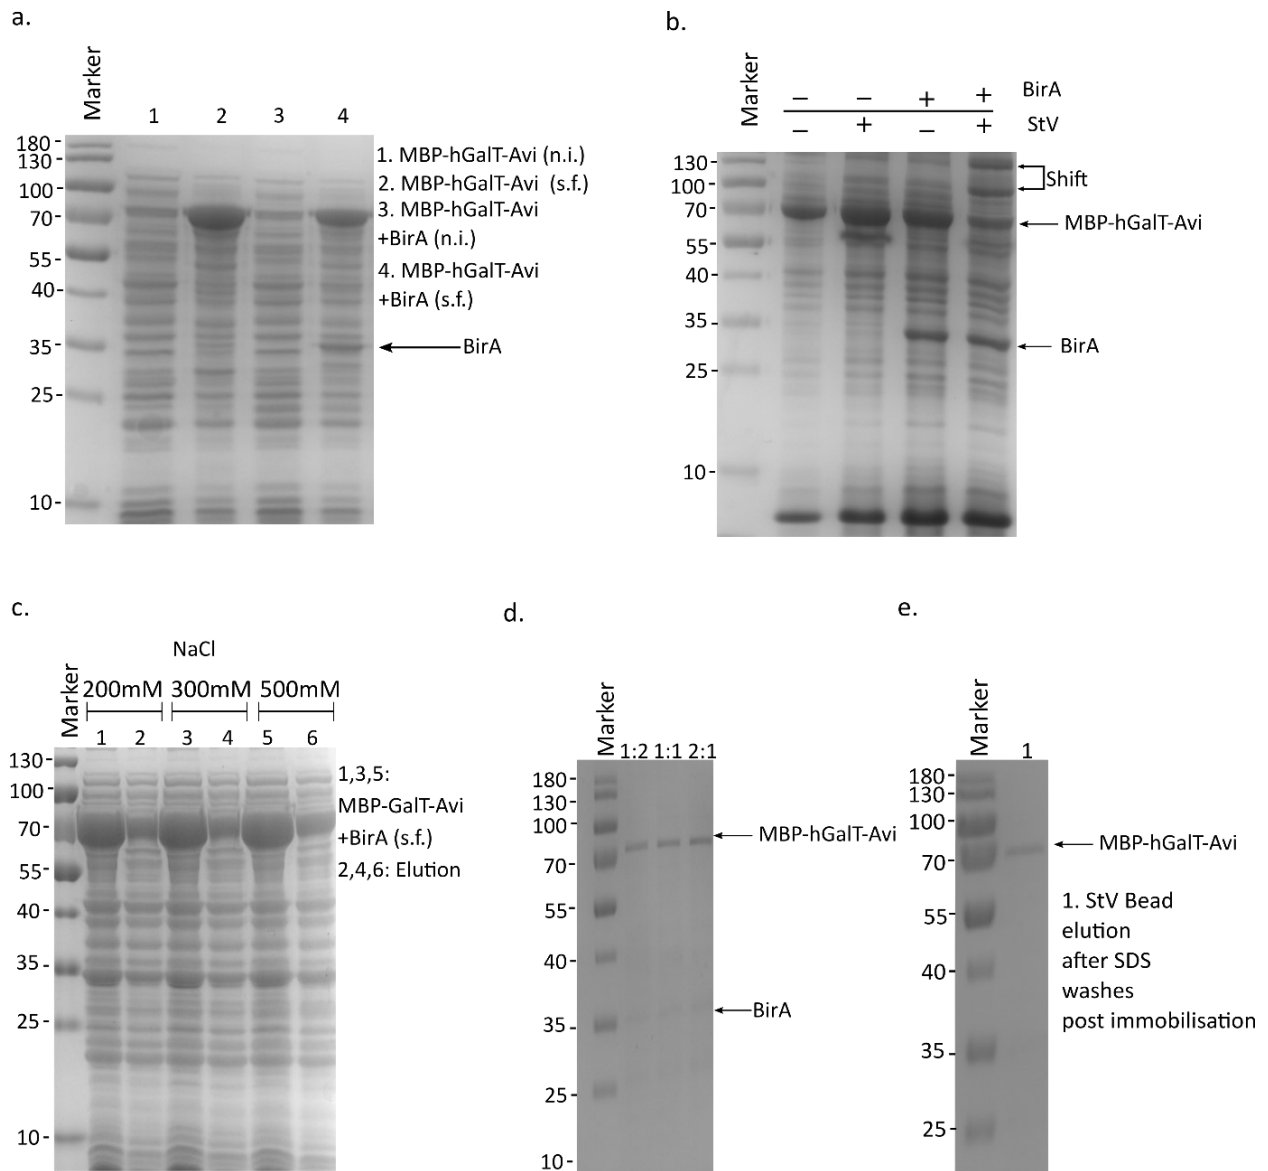 a.
Marker
1 2 3 4
180-
130-
100-
70-
55-
40-
35-
25-
10-
1. MBP-hGalT-Avi (n.i.)
2. MBP-hGalT-Avi (s.f.)
3. MBP-hGalT-Avi
+BirA (n.i.)
4. MBP-hGalT-Avi
+BirA (s.f.)
BirA
b.
Marker
– – + + BirA
– + – + StV
130-
100-
70-
55-
40-
35-
25-
10-
Shift
MBP-hGalT-Avi
BirA
c.
NaCl
Marker
200mM 300mM 500mM
1 2 3 4 5 6
130-
100-
70-
55-
40-
35-
25-
10-
1,3,5:
MBP-GalT-Avi
+BirA (s.f.)
2,4,6: Elution
d.
Marker
1:2 1:1 2:1
180-
130-
100-
70-
55-
40-
35-
25-
10-
MBP-hGalT-Avi
BirA
e.
Marker
1
180-
130-
100-
70-
55-
40-
35-
25-
MBP-hGalT-Avi
1. StV Bead
elution
after SDS
washes
post immobilisation